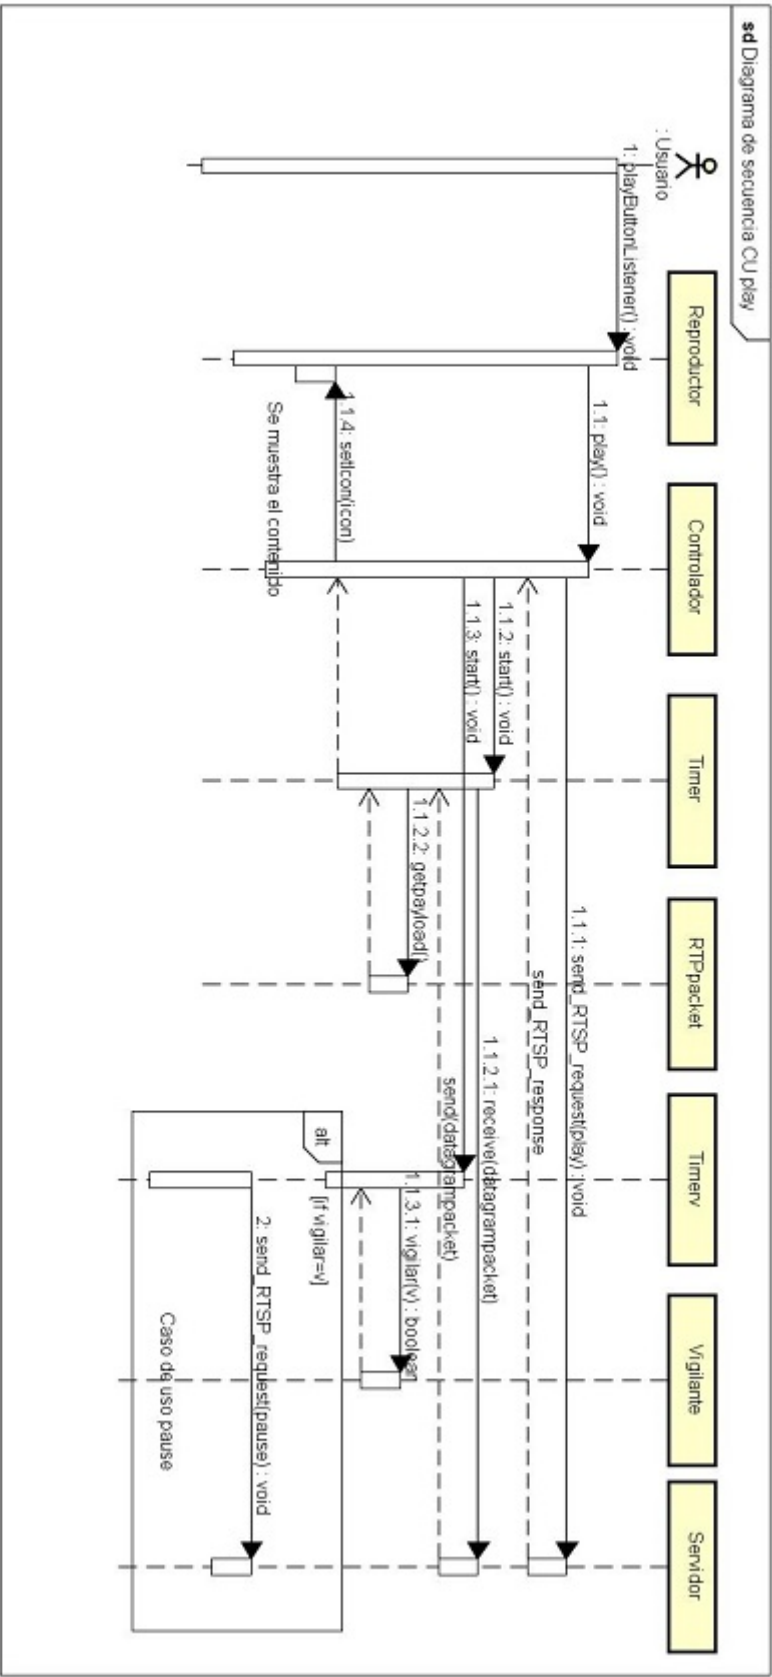 sd Diagrama de secuencia CU play
: Usuario
Reproductor
Controlador
Timer
RTPpacket
Timerv
Vigilante
Servidor
1: playButtonListener() : void
1.1: play() : void
1.1.1: send_RTSP_request(play) : void
send_RTSP_response
1.1.2: start() : void
1.1.2.1: receive(datagrampacket)
1.1.3: start() : void
send(datagrampacket)
1.1.2.2: getpayload()
1.1.3.1: vigilar(v) : boolean
1.1.4: setIcon(icon)
alt
[if vigilar=v]
Se muestra el contenido
2: send_RTSP_request(pause) : void
Caso de uso pause